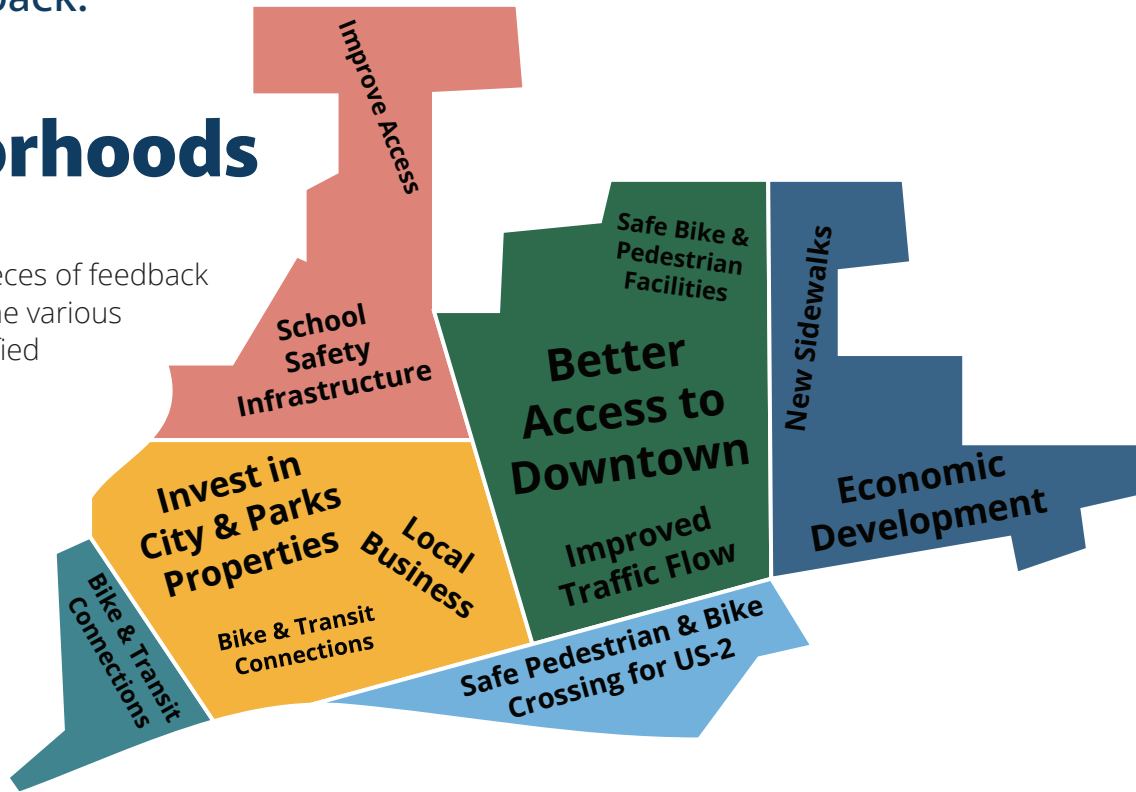 back.
orhoods
eces of feedback
he various
fied
Improve Access
School
Safety
Infrastructure
Safe Bike &
Pedestrian
Facilities
Better
Access to
Downtown
Improved
Traffic Flow
New Sidewalks
Economic
Development
Invest in
City & Parks
Properties
Local
Business
Bike & Transit
Connections
Bike & Transit
Connections
Safe Pedestrian & Bike
Crossing for US-2